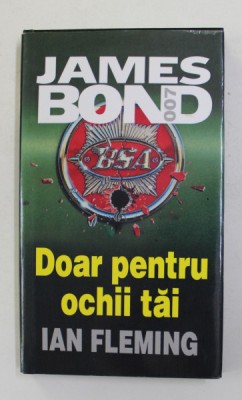 JAMES
BOND
007
BSA
Doar pentru
ochii tăi
IAN FLEMING